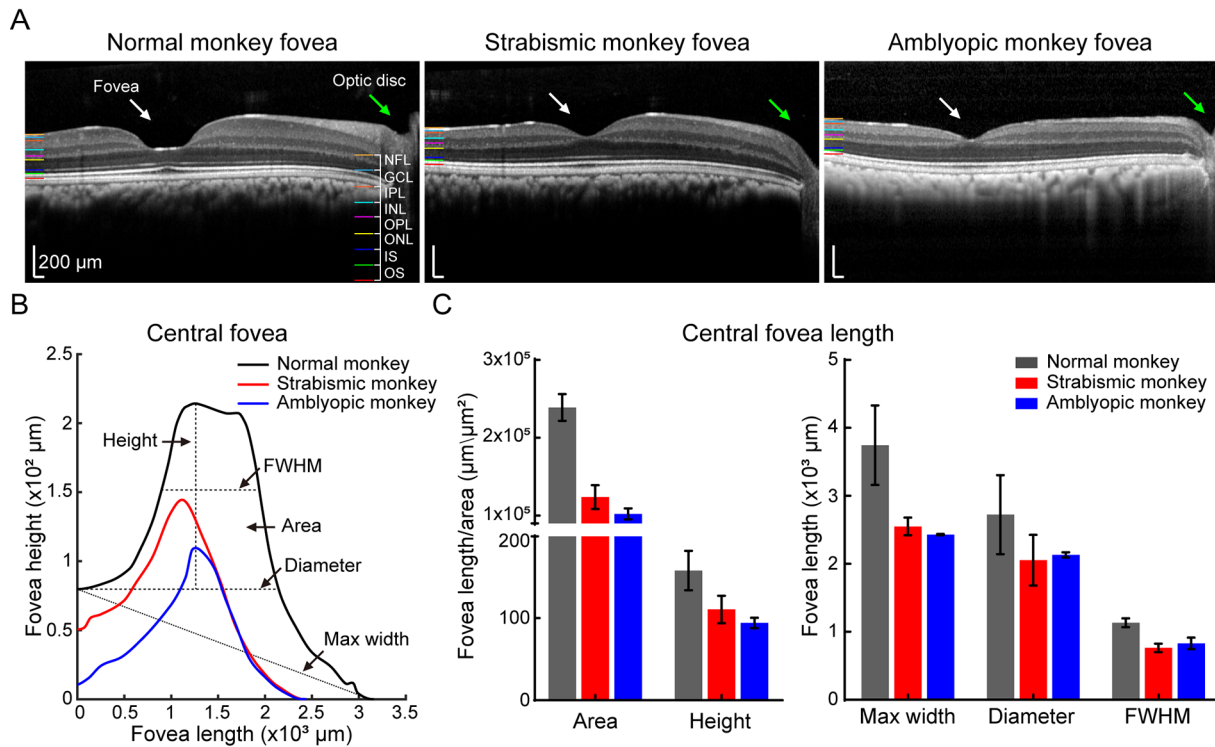 A
Normal monkey fovea
Strabismic monkey fovea
Amblyopic monkey fovea
Fovea
Optic disc
NFL
GCL
IPL
INL
OPL
ONL
IS
OS
200 µm
B
Central fovea
2.5
2
1.5
1
0.5
0
Fovea height (x10² µm)
Normal monkey
Strabismic monkey
Amblyopic monkey
Height
FWHM
Area
Diameter
Max width
0 0.5 1 1.5 2 2.5 3 3.5
Fovea length (x10³ µm)
C
Central fovea length
3x10⁵
2x10⁵
1x10⁵
200
100
0
Fovea length/area (µm\µm²)
Area Height
5
4
3
2
1
0
Fovea length (x10³ µm)
Normal monkey
Strabismic monkey
Amblyopic monkey
Max width Diameter FWHM